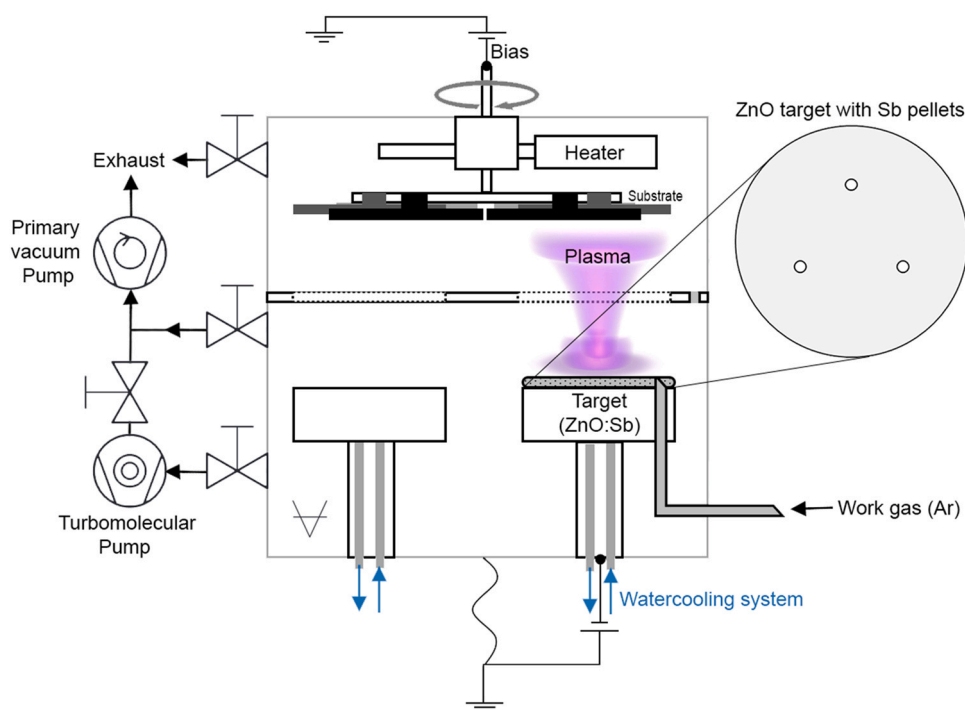 Bias
ZnO target with Sb pellets
Exhaust
Heater
Substrate
Primary
vacuum
Pump
Plasma
Target
(ZnO:Sb)
Turbomolecular
Pump
Work gas (Ar)
Watercooling system